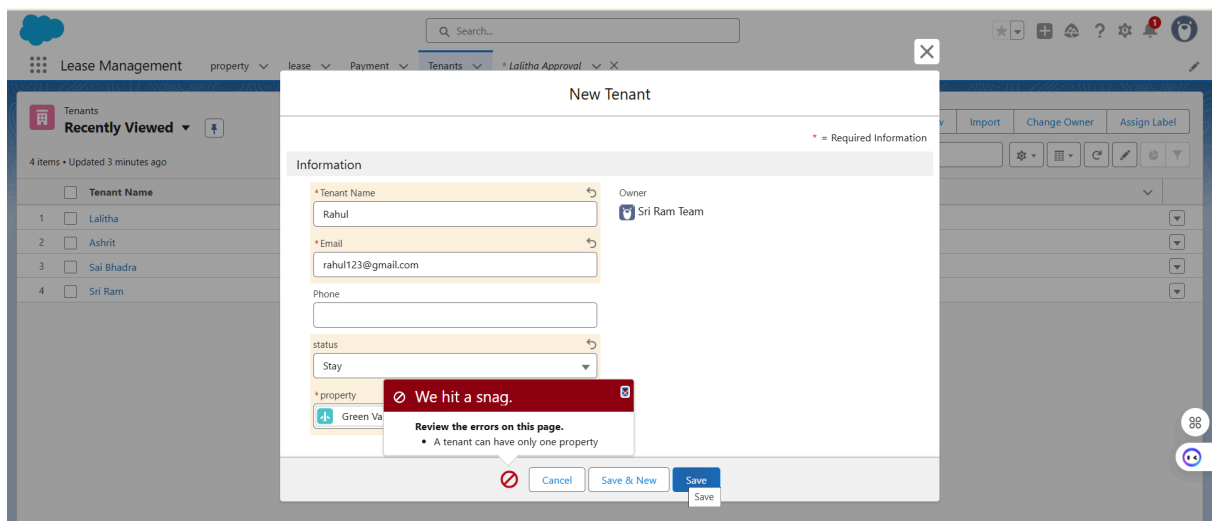 Search...
1
Lease Management
property
lease
Payment
Tenants
* Lalitha Approval
New Tenant
Tenants
Recently Viewed
Import
Change Owner
Assign Label
* = Required Information
4 items • Updated 3 minutes ago
Information
Tenant Name
* Tenant Name
Owner
Rahul
Sri Ram Team
1 Lalitha
* Email
2 Ashrit
rahul123@gmail.com
3 Sai Bhadra
4 Sri Ram
Phone
status
Stay
* property
Green Va
We hit a snag.
Review the errors on this page.
• A tenant can have only one property
Cancel
Save & New
Save
Save